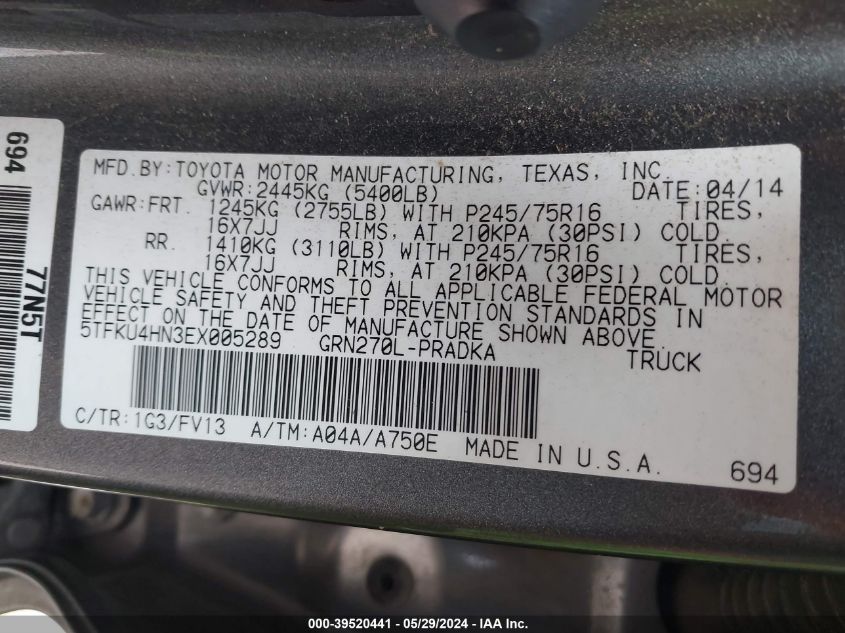 694
77N5T
MFD.BY:TOYOTA MOTOR MANUFACTURING, TEXAS, INC.
GVWR:2445KG (5400LB) DATE:04/14
GAWR:FRT. 1245KG (2755LB) WITH P245/75R16 TIRES,
16X7JJ RIMS, AT 210KPA (30PSI) COLD.
RR. 1410KG (3110LB) WITH P245/75R16 TIRES,
16X7JJ RIMS, AT 210KPA (30PSI) COLD.
THIS VEHICLE CONFORMS TO ALL APPLICABLE FEDERAL MOTOR
VEHICLE SAFETY AND THEFT PREVENTION STANDARDS IN
EFFECT ON THE DATE OF MANUFACTURE SHOWN ABOVE.
5TFKU4HN3EX005289 GRN270L-PRADKA TRUCK
C/TR:1G3/FV13 A/TM:A04A/A750E MADE IN U.S.A.
694
000-39520441 - 05/29/2024 - IAA Inc.